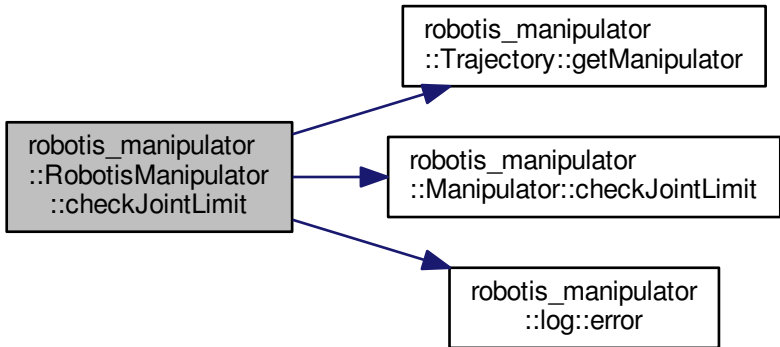 robotis_manipulator
::RobotisManipulator
::checkJointLimit
robotis_manipulator
::Trajectory::getManipulator
robotis_manipulator
::Manipulator::checkJointLimit
robotis_manipulator
::log::error